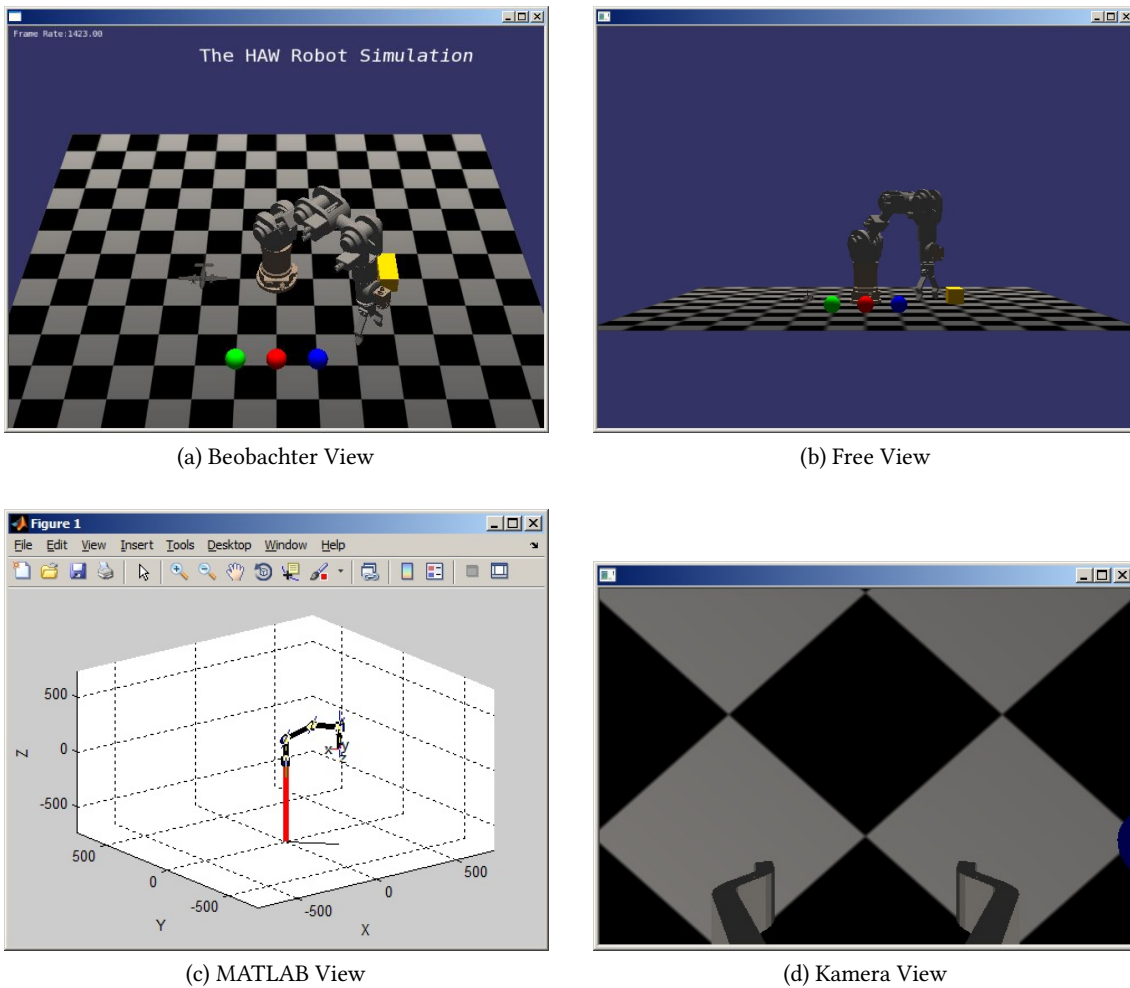 Frame Rate:1423.00
The HAW Robot Simulation
(a) Beobachter View
(b) Free View
Figure 1
File Edit View Insert Tools Desktop Window Help
500
0
-500
Z
500
0
-500
Y
-500
0
500
X
x
y
z
(c) MATLAB View
(d) Kamera View